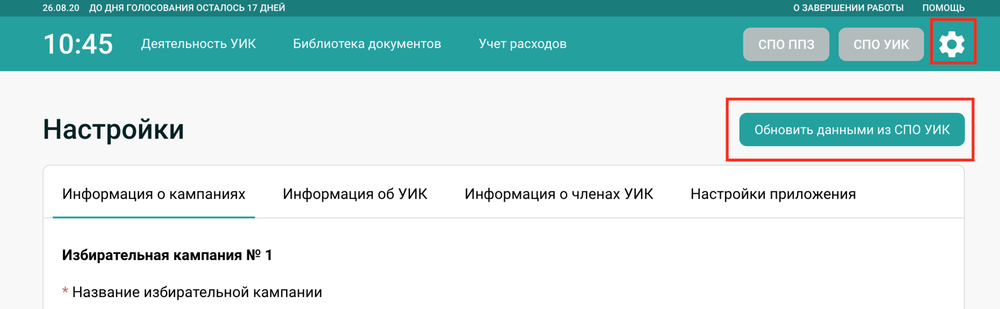 26.08.20 ДО ДНЯ ГОЛОСОВАНИЯ ОСТАЛОСЬ 17 ДНЕЙ О ЗАВЕРШЕНИИ РАБОТЫ ПОМОЩЬ
10:45 Деятельность УИК Библиотека документов Учет расходов СПО ППЗ СПО УИК
Настройки Обновить данными из СПО УИК
Информация о кампаниях Информация об УИК Информация о членах УИК Настройки приложения
Избирательная кампания № 1
* Название избирательной кампании